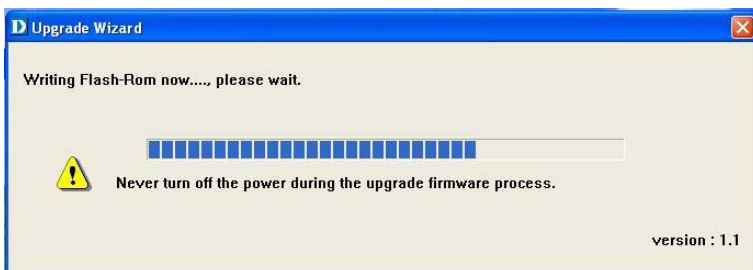 D Upgrade Wizard
Writing Flash-Rom now...., please wait.
Never turn off the power during the upgrade firmware process.
version : 1.1